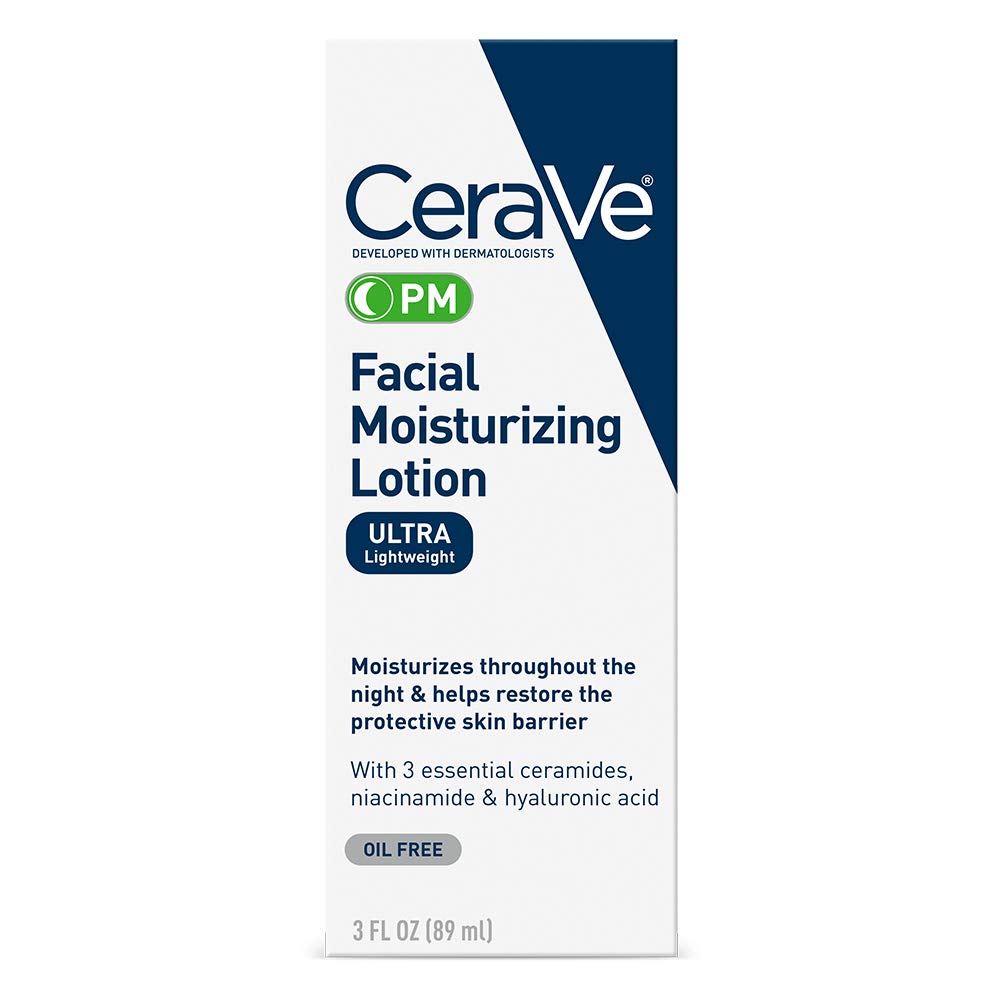 CeraVe®
DEVELOPED WITH DERMATOLOGISTS
PM
Facial
Moisturizing
Lotion
ULTRA
Lightweight
Moisturizes throughout the
night & helps restore the
protective skin barrier
With 3 essential ceramides,
niacinamide & hyaluronic acid
OIL FREE
3 FL OZ (89 ml)